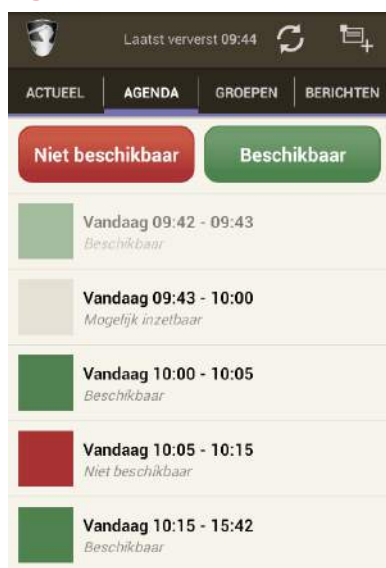 Laatst ververst 09:44
ACTUEEL AGENDA GROEPEN BERICHTEN
Niet beschikbaar Beschikbaar
Vandaag 09:42 - 09:43
Beschikbaar
Vandaag 09:43 - 10:00
Mogelijk inzetbaar
Vandaag 10:00 - 10:05
Beschikbaar
Vandaag 10:05 - 10:15
Niet beschikbaar
Vandaag 10:15 - 15:42
Beschikbaar